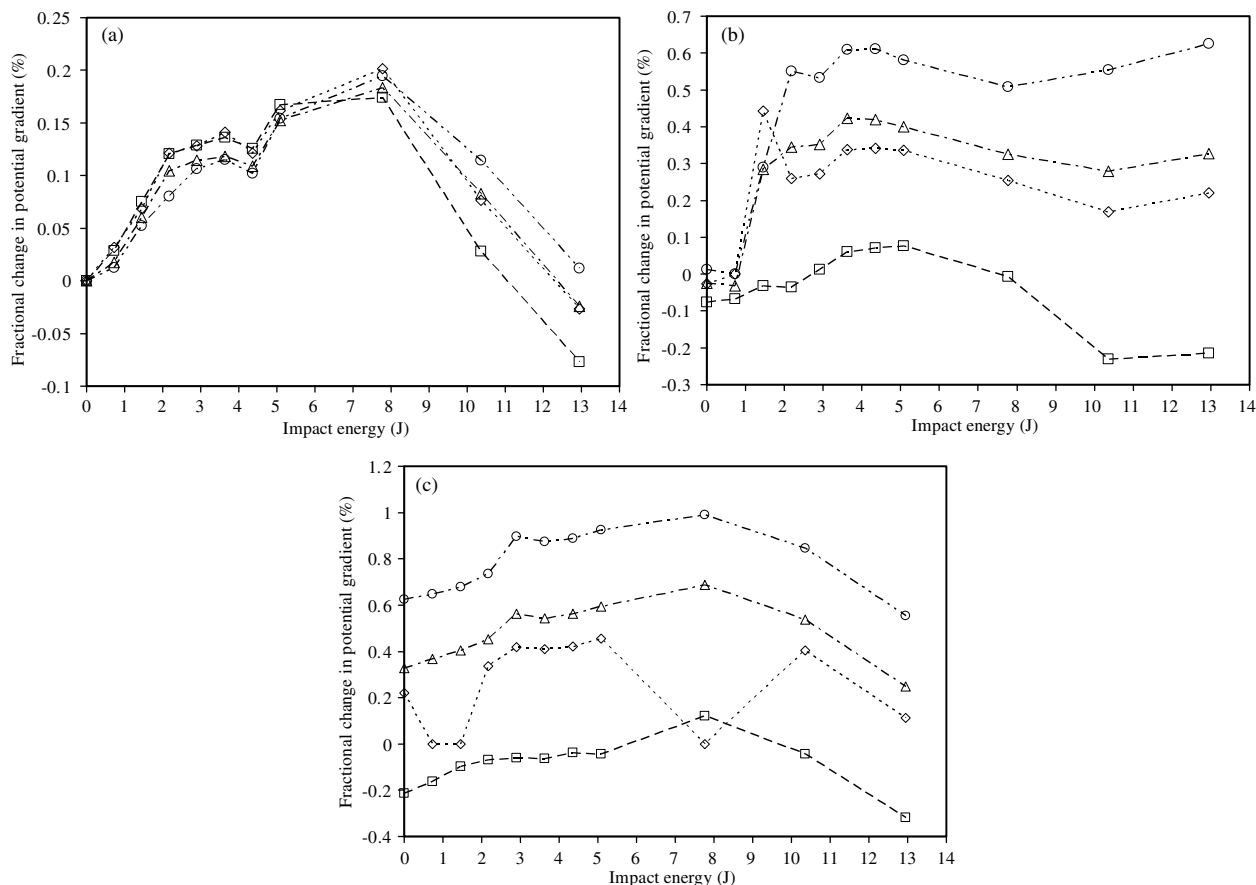 (a)
Fractional change in potential gradient (%)
0.25
0.2
0.15
0.1
0.05
0
-0.05
-0.1
0 1 2 3 4 5 6 7 8 9 10 11 12 13 14
Impact energy (J)
(b)
Fractional change in potential gradient (%)
0.7
0.6
0.5
0.4
0.3
0.2
0.1
0
-0.1
-0.2
-0.3
0 1 2 3 4 5 6 7 8 9 10 11 12 13 14
Impact energy (J)
(c)
Fractional change in potential gradient (%)
1.2
1
0.8
0.6
0.4
0.2
0
-0.2
-0.4
0 1 2 3 4 5 6 7 8 9 10 11 12 13 14
Impact energy (J)